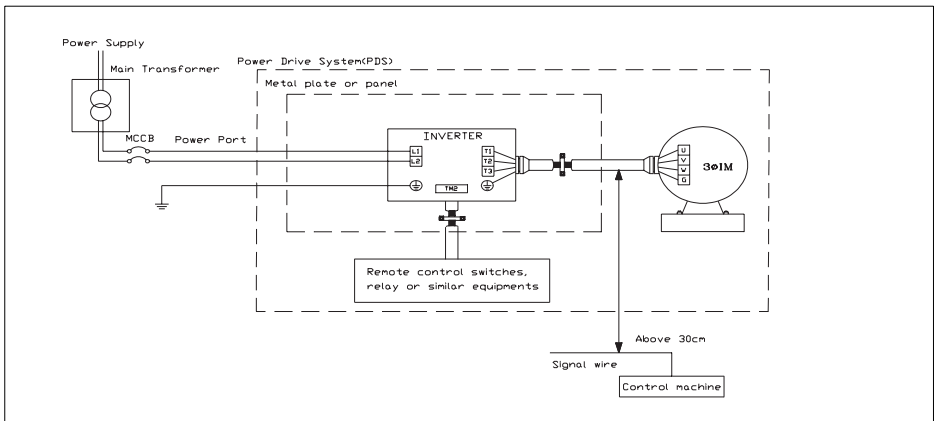 Power Supply
Main Transformer
Power Drive System(PDS)
Metal plate or panel
MCCB
Power Port
INVERTER
L1
L2
T1
T2
T3
TM2
U
V
W
G
3ø1M
Remote control switches,
relay or similar equipments
Above 30cm
Signal wire
Control machine